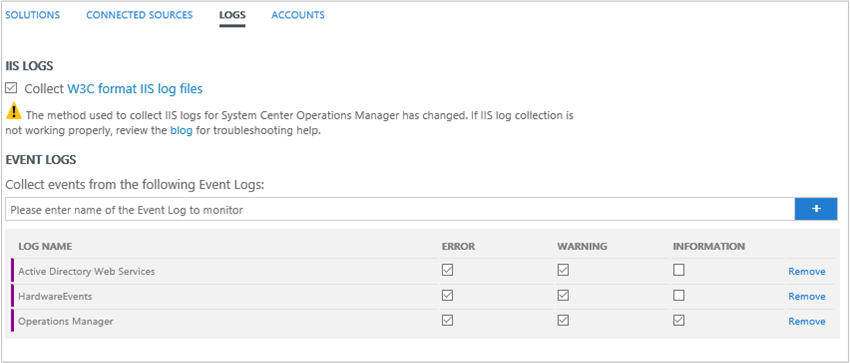 SOLUTIONS CONNECTED SOURCES LOGS ACCOUNTS
IIS LOGS
Collect W3C format IIS log files
The method used to collect IIS logs for System Center Operations Manager has changed. If IIS log collection is
not working properly, review the blog for troubleshooting help.
EVENT LOGS
Collect events from the following Event Logs:
Please enter name of the Event Log to monitor +
LOG NAME ERROR WARNING INFORMATION
Active Directory Web Services Remove
HardwareEvents Remove
Operations Manager Remove